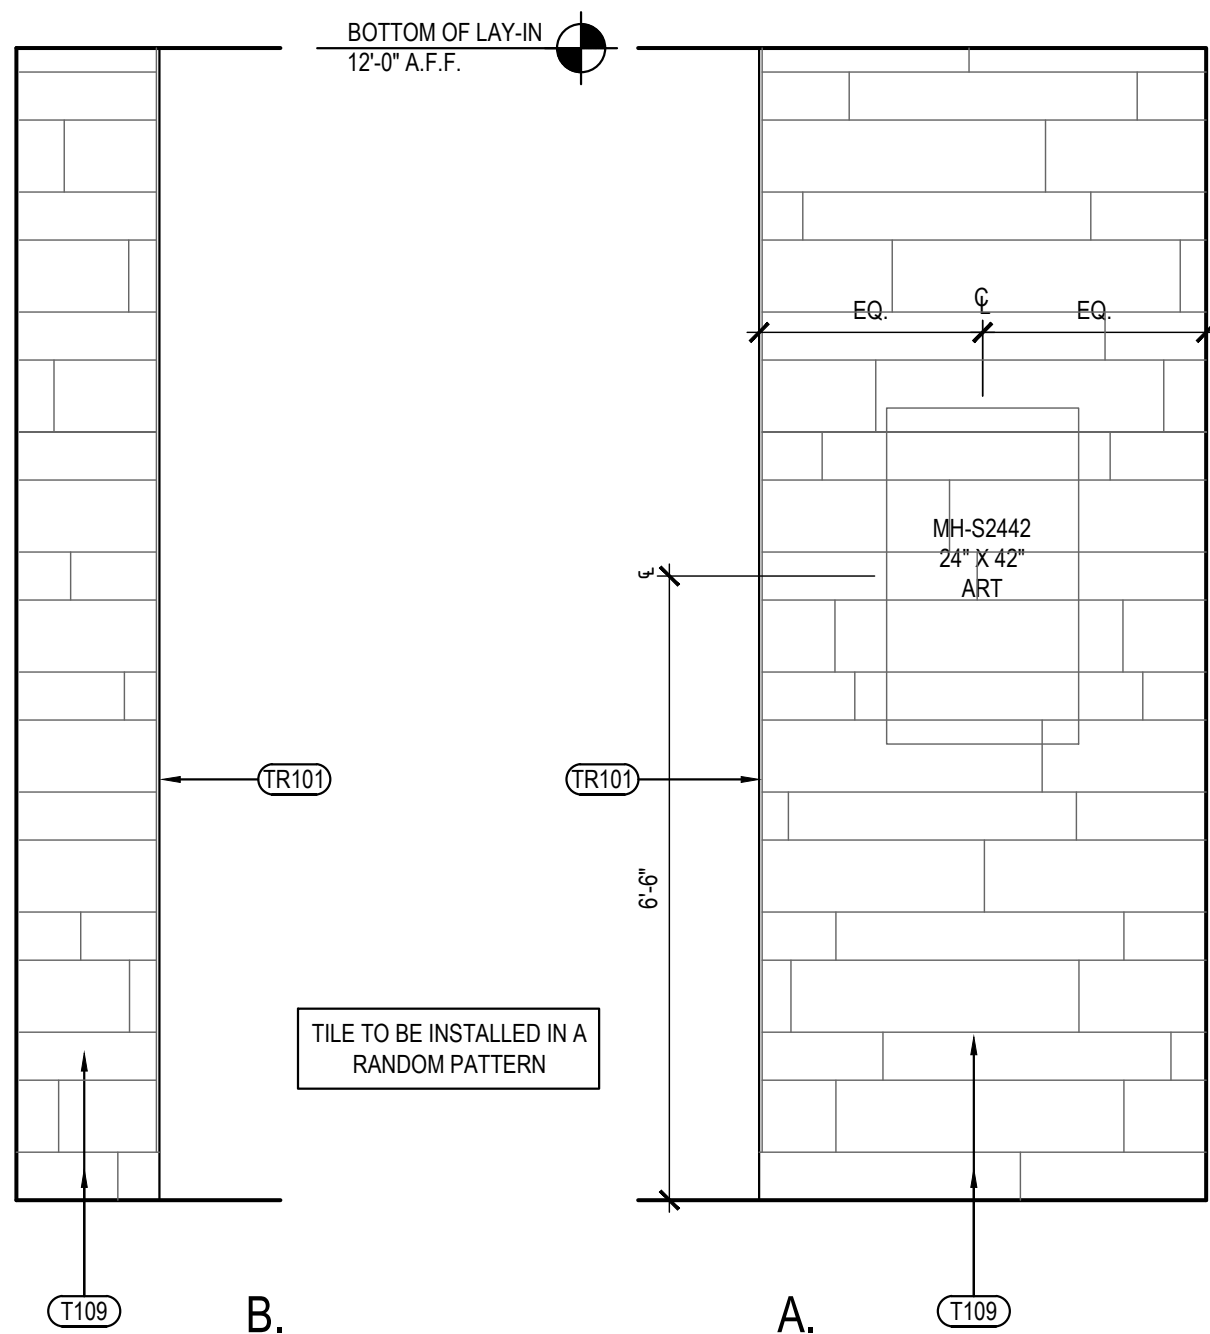 BOTTOM OF LAY-IN
12'-0" A.F.F.
EQ.
℄
EQ.
MH-S2442
24" X 42"
ART
℄
TR101
TR101
6'-6"
TILE TO BE INSTALLED IN A
RANDOM PATTERN
T109
B.
A.
T109